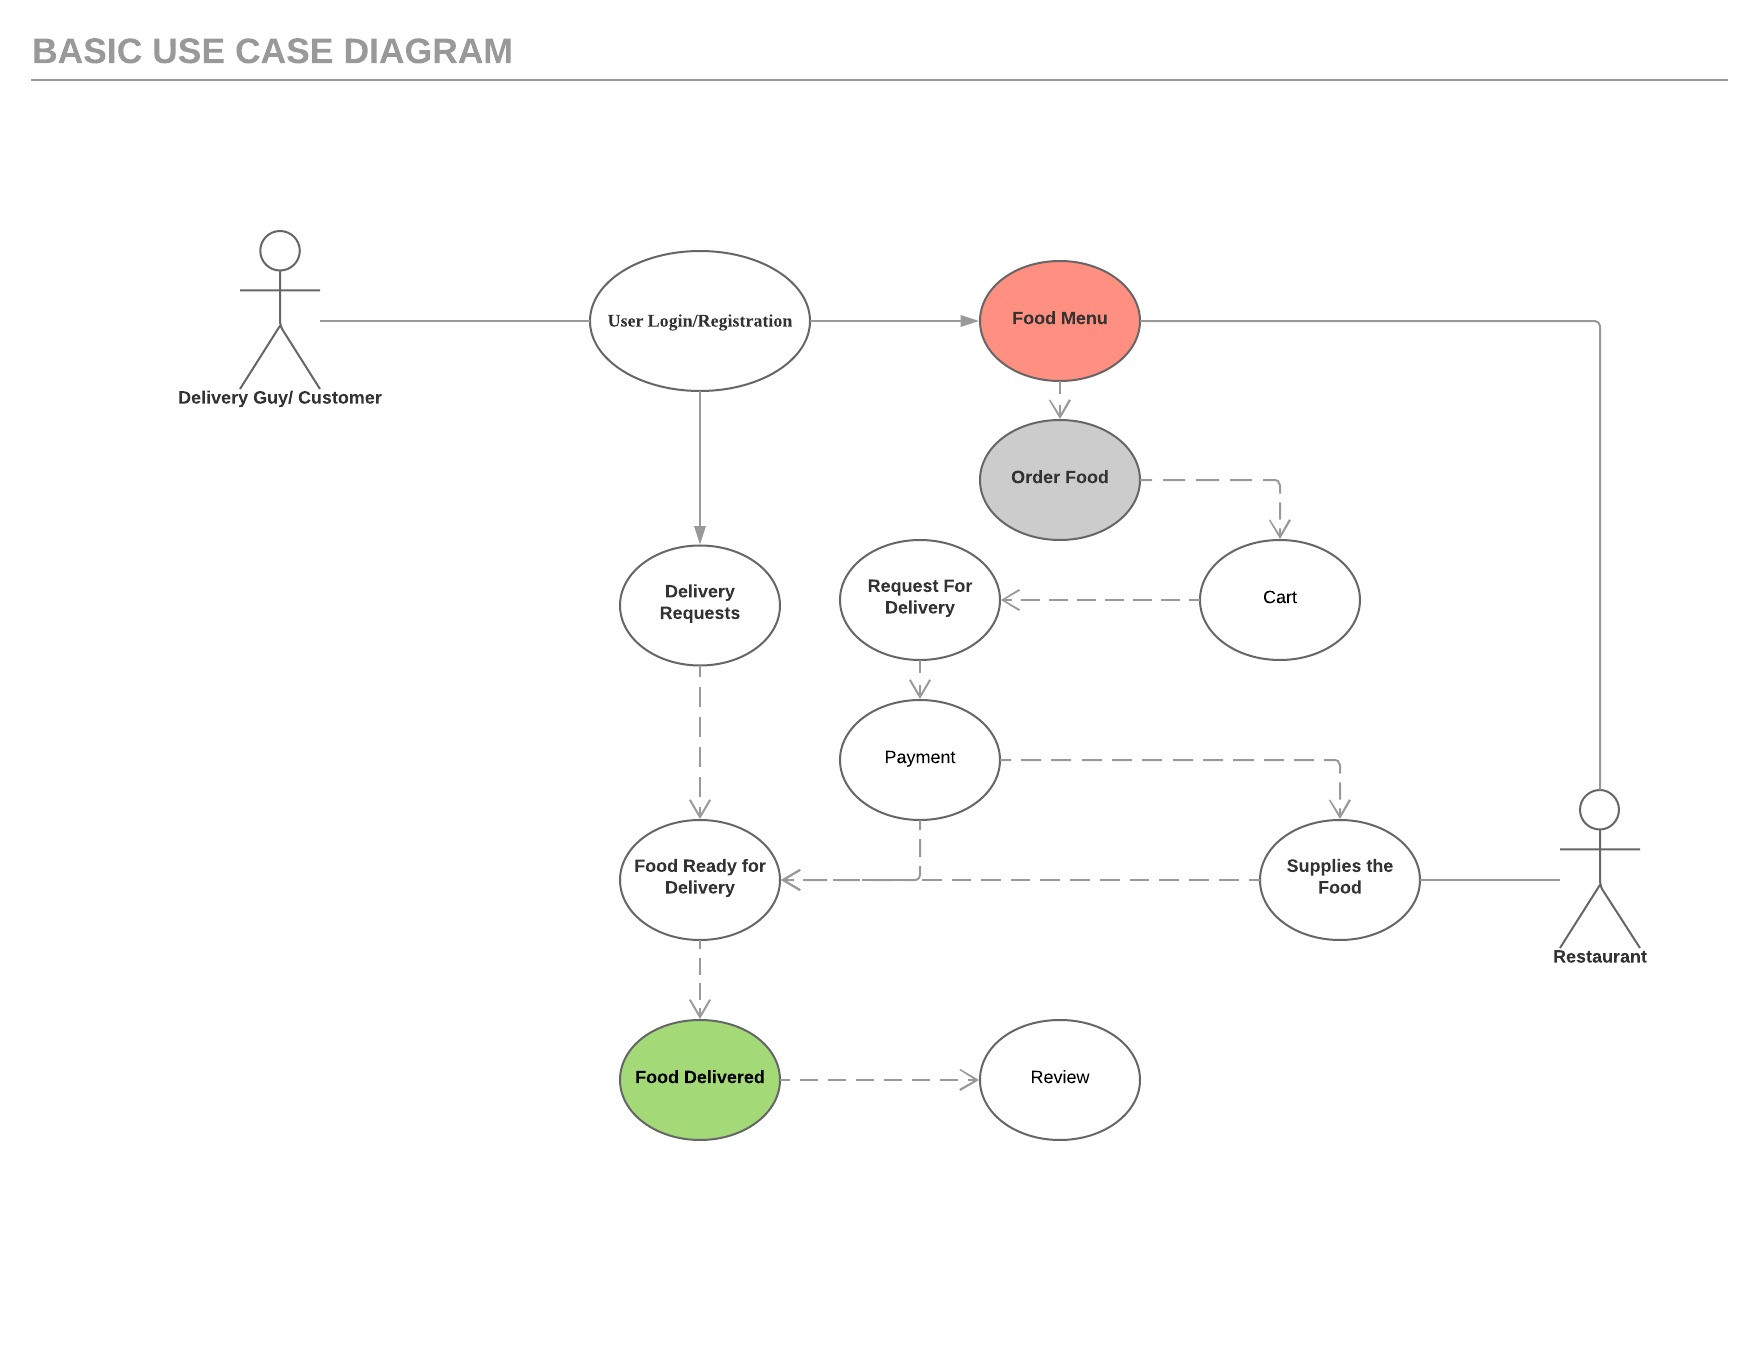 BASIC USE CASE DIAGRAM
User Login/Registration
Food Menu
Delivery Guy/ Customer
Order Food
Delivery
Requests
Request For
Delivery
Cart
Payment
Food Ready for
Delivery
Supplies the
Food
Restaurant
Food Delivered
Review